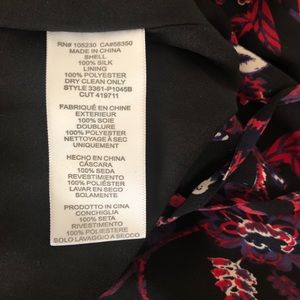 RN# 105230 CA#58350
MADE IN CHINA
SHELL
100% SILK
LINING
100% POLYESTER
DRY CLEAN ONLY
STYLE 3361-P1045B
CUT 419711
FABRIQUÉ EN CHINE
EXTERIEUR
100% SOIE
DOUBLURE
100% POLYESTER
NETTOYAGE À SEC
UNIQUEMENT
HECHO EN CHINA
CÁSCARA
100% SEDA
REVESTIMIENTO
100% POLIÉSTER
LAVAR EN SECO
SOLAMENTE
PRODOTTO IN CINA
CONCHIGLIA
100% SETA
RIVESTIMENTO
100% POLIESTERE
SOLO LAVAGGIO A SECCO